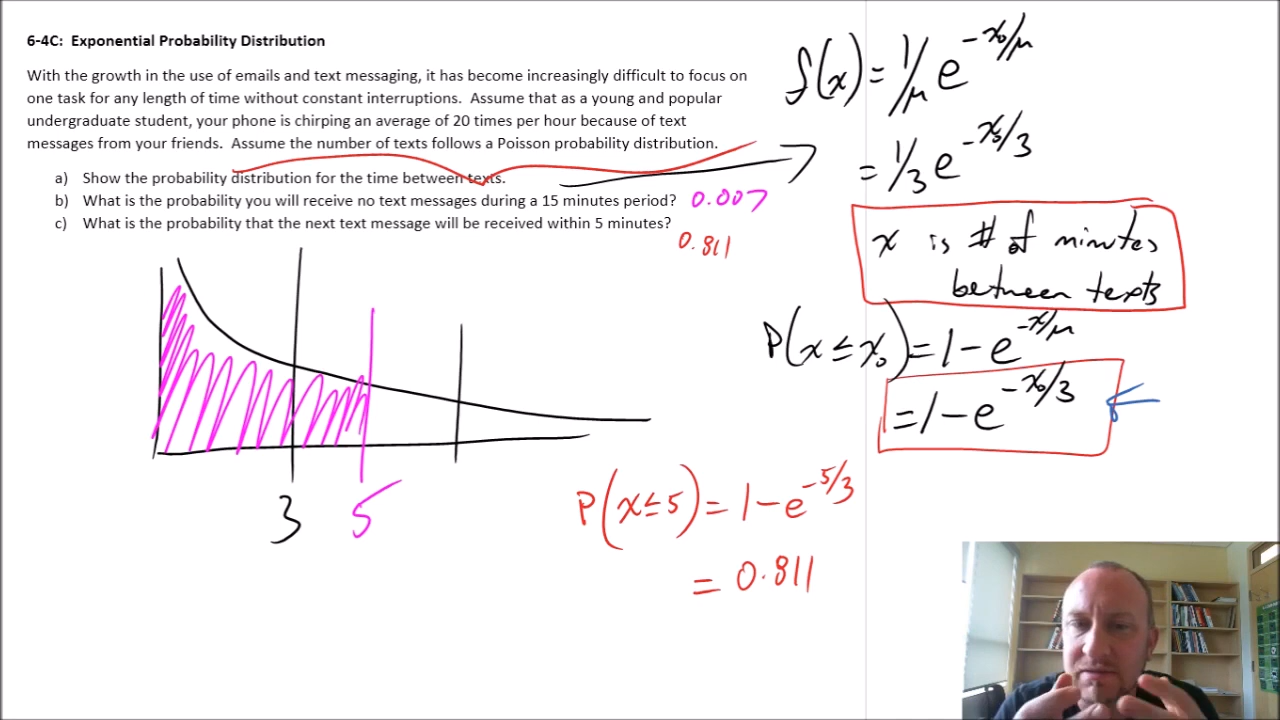 6-4C: Exponential Probability Distribution
With the growth in the use of emails and text messaging, it has become increasingly difficult to focus on
one task for any length of time without constant interruptions. Assume that as a young and popular
undergraduate student, your phone is chirping an average of 20 times per hour because of text
messages from your friends. Assume the number of texts follows a Poisson probability distribution.
a) Show the probability distribution for the time between texts.
b) What is the probability you will receive no text messages during a 15 minutes period? 0.007
c) What is the probability that the next text message will be received within 5 minutes?
0.811
f(x) = 1/μ e^{-x₀/μ}
= 1/3 e^{-x₀/3}
x is # of minutes
between texts
P(x ≤ x₀) = 1 - e^{-x/μ}
= 1 - e^{-x₀/3}
3 5
P(x ≤ 5) = 1 - e^{-5/3}
= 0.811